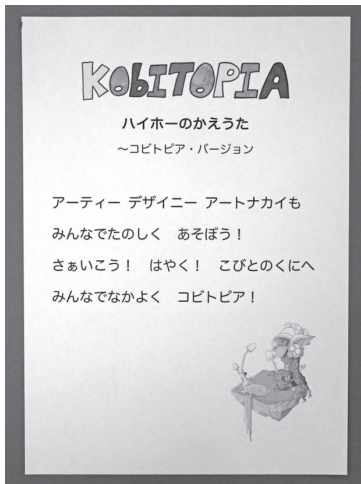 KOBITOPIA
ハイホーのかえうた
〜コビトピア・バージョン
アーティー デザイニー アートナカイも
みんなでたのしく　あそぼう！
さぁいこう！　はやく！　こびとのくにへ
みんなでなかよく　コビトピア！